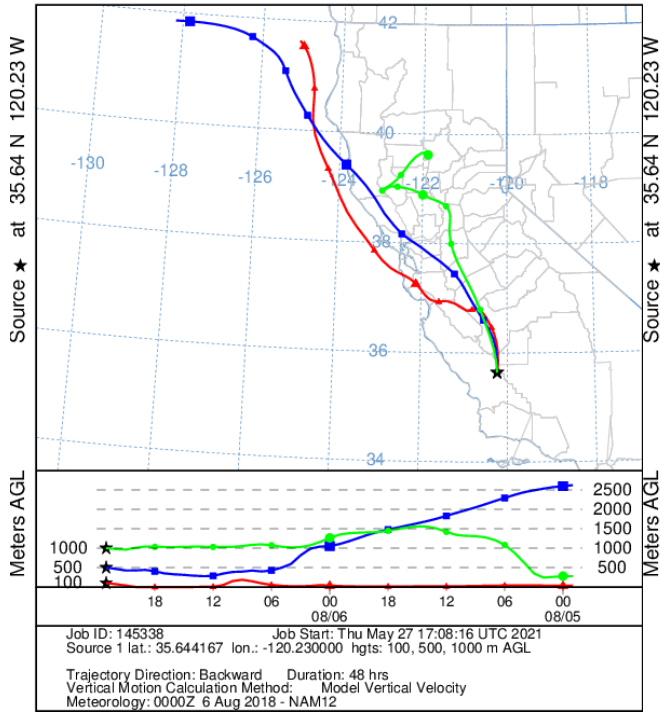 Source ★ at 35.64 N 120.23 W
Source ★ at 35.64 N 120.23 W
42
40
-130
-128
-126
-124
-122
-120
-118
38
36
34
Meters AGL
Meters AGL
2500
2000
1500
1000 1000
500 500
100
18 12 06 00 18 12 06 00
08/06 08/05
Job ID: 145338 Job Start: Thu May 27 17:08:16 UTC 2021
Source 1 lat.: 35.644167 lon.: -120.230000 hgts: 100, 500, 1000 m AGL
Trajectory Direction: Backward Duration: 48 hrs
Vertical Motion Calculation Method: Model Vertical Velocity
Meteorology: 0000Z 6 Aug 2018 - NAM12